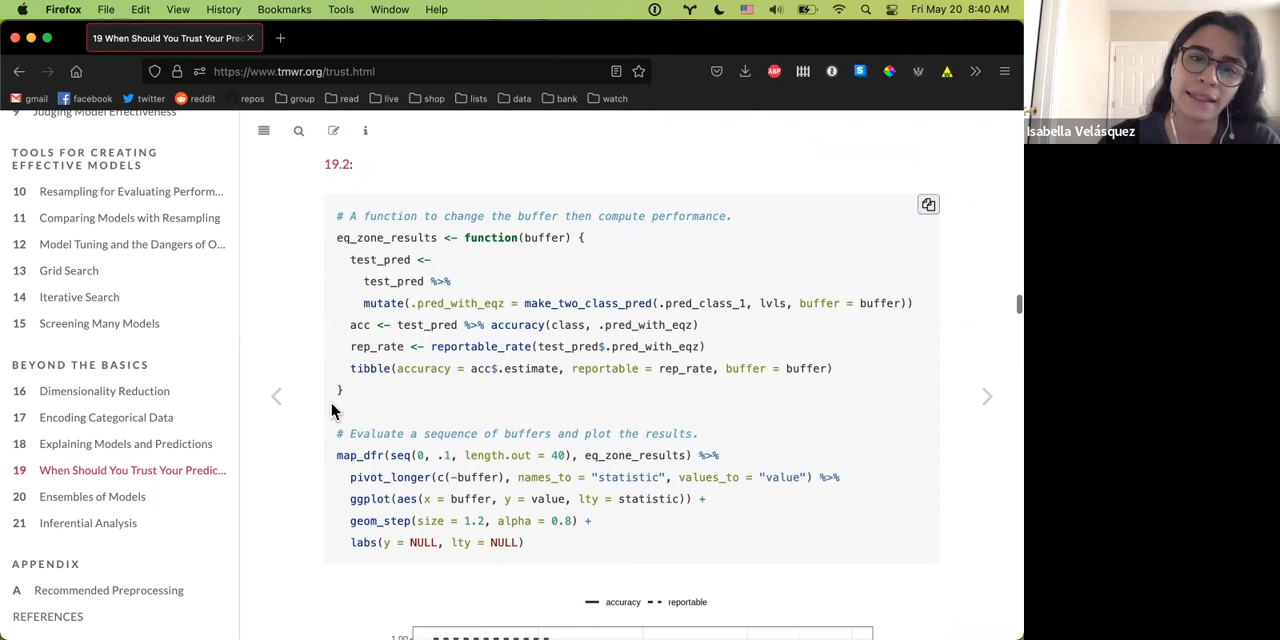 Firefox File Edit View History Bookmarks Tools Window Help Fri May 20 8:40 AM
19 When Should You Trust Your Pre
https://www.tmwr.org/trust.html
gmail facebook twitter reddit repos group read live shop lists data bank watch
Isabella Velásquez
9 Judging Model Effectiveness
TOOLS FOR CREATING
EFFECTIVE MODELS
10 Resampling for Evaluating Perform...
11 Comparing Models with Resampling
12 Model Tuning and the Dangers of O...
13 Grid Search
14 Iterative Search
15 Screening Many Models
BEYOND THE BASICS
16 Dimensionality Reduction
17 Encoding Categorical Data
18 Explaining Models and Predictions
19 When Should You Trust Your Predic...
20 Ensembles of Models
21 Inferential Analysis
APPENDIX
A Recommended Preprocessing
REFERENCES
19.2:
# A function to change the buffer then compute performance.
eq_zone_results <- function(buffer) {
test_pred <-
test_pred %>%
mutate(.pred_with_eqz = make_two_class_pred(.pred_class_1, lvls, buffer = buffer))
acc <- test_pred %>% accuracy(class, .pred_with_eqz)
rep_rate <- reportable_rate(test_pred$.pred_with_eqz)
tibble(accuracy = acc$.estimate, reportable = rep_rate, buffer = buffer)
}
# Evaluate a sequence of buffers and plot the results.
map_dfr(seq(0, .1, length.out = 40), eq_zone_results) %>%
pivot_longer(c(-buffer), names_to = "statistic", values_to = "value") %>%
ggplot(aes(x = buffer, y = value, lty = statistic)) +
geom_step(size = 1.2, alpha = 0.8) +
labs(y = NULL, lty = NULL)
accuracy reportable
1.00